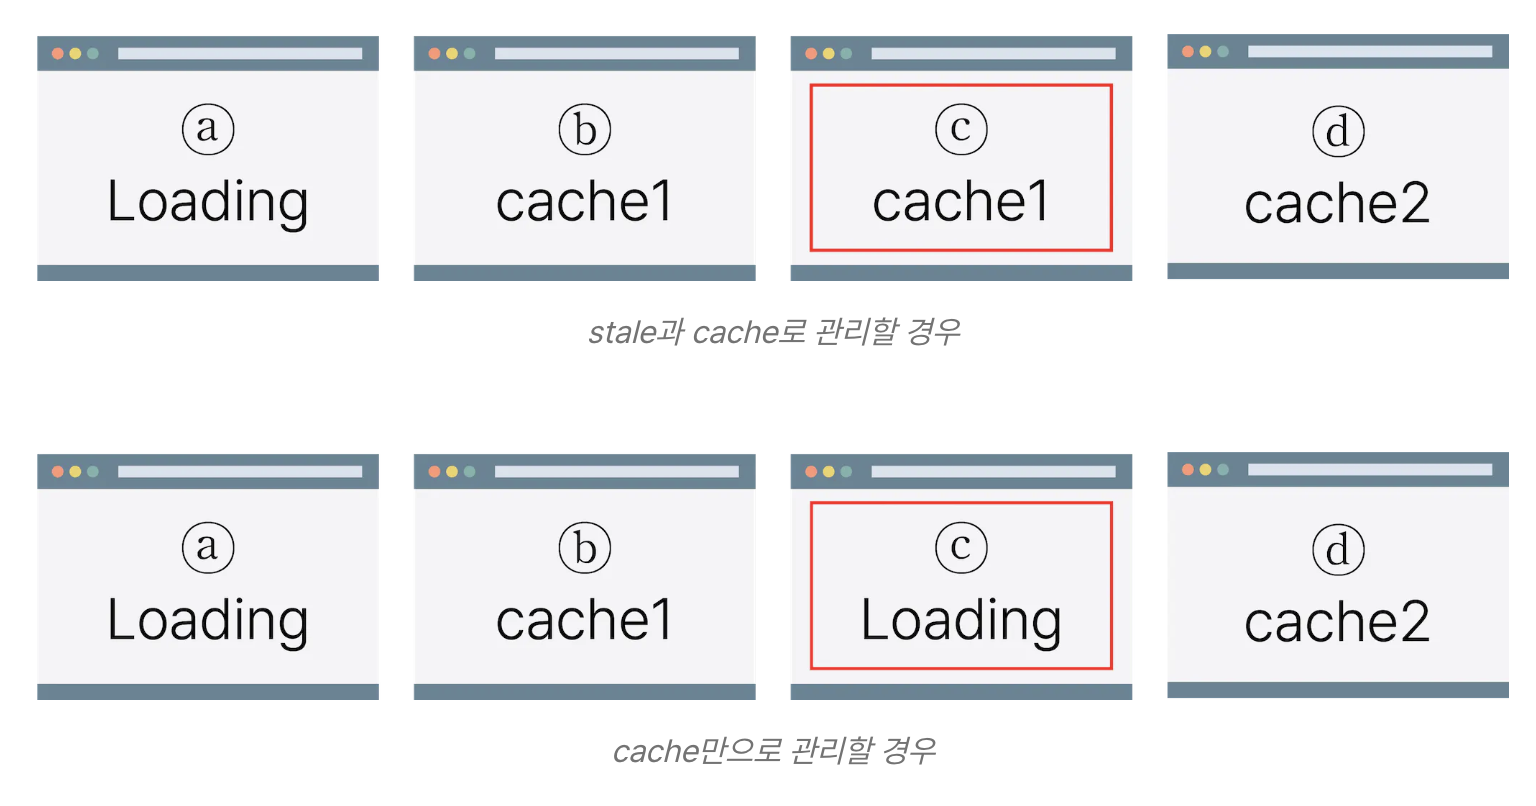 ⓐ ⓑ ⓒ ⓓ
Loading cache1 cache1 cache2
stale과 cache로 관리할 경우
ⓐ ⓑ ⓒ ⓓ
Loading cache1 Loading cache2
cache만으로 관리할 경우